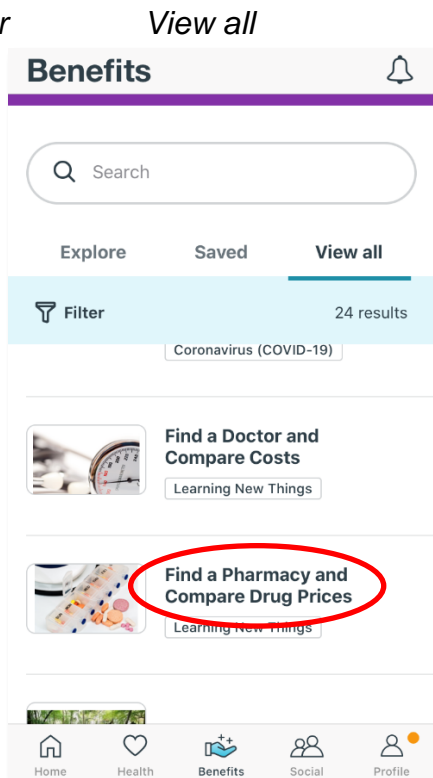 r View all
Benefits
Search
Explore Saved View all
Filter 24 results
Coronavirus (COVID-19)
Find a Doctor and
Compare Costs
Learning New Things
Find a Pharmacy and
Compare Drug Prices
Learning New Things
Home Health Benefits Social Profile